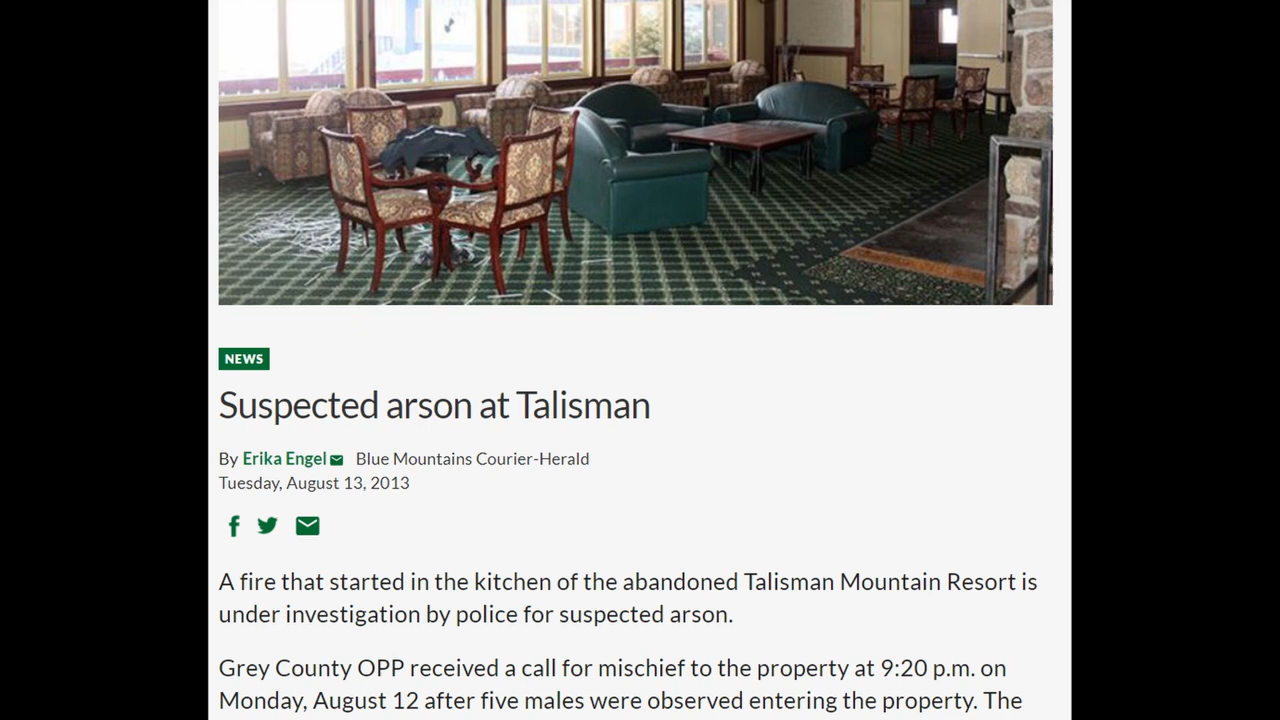 NEWS
Suspected arson at Talisman
By Erika Engel Blue Mountains Courier-Herald
Tuesday, August 13, 2013
A fire that started in the kitchen of the abandoned Talisman Mountain Resort is
under investigation by police for suspected arson.
Grey County OPP received a call for mischief to the property at 9:20 p.m. on
Monday, August 12 after five males were observed entering the property. The